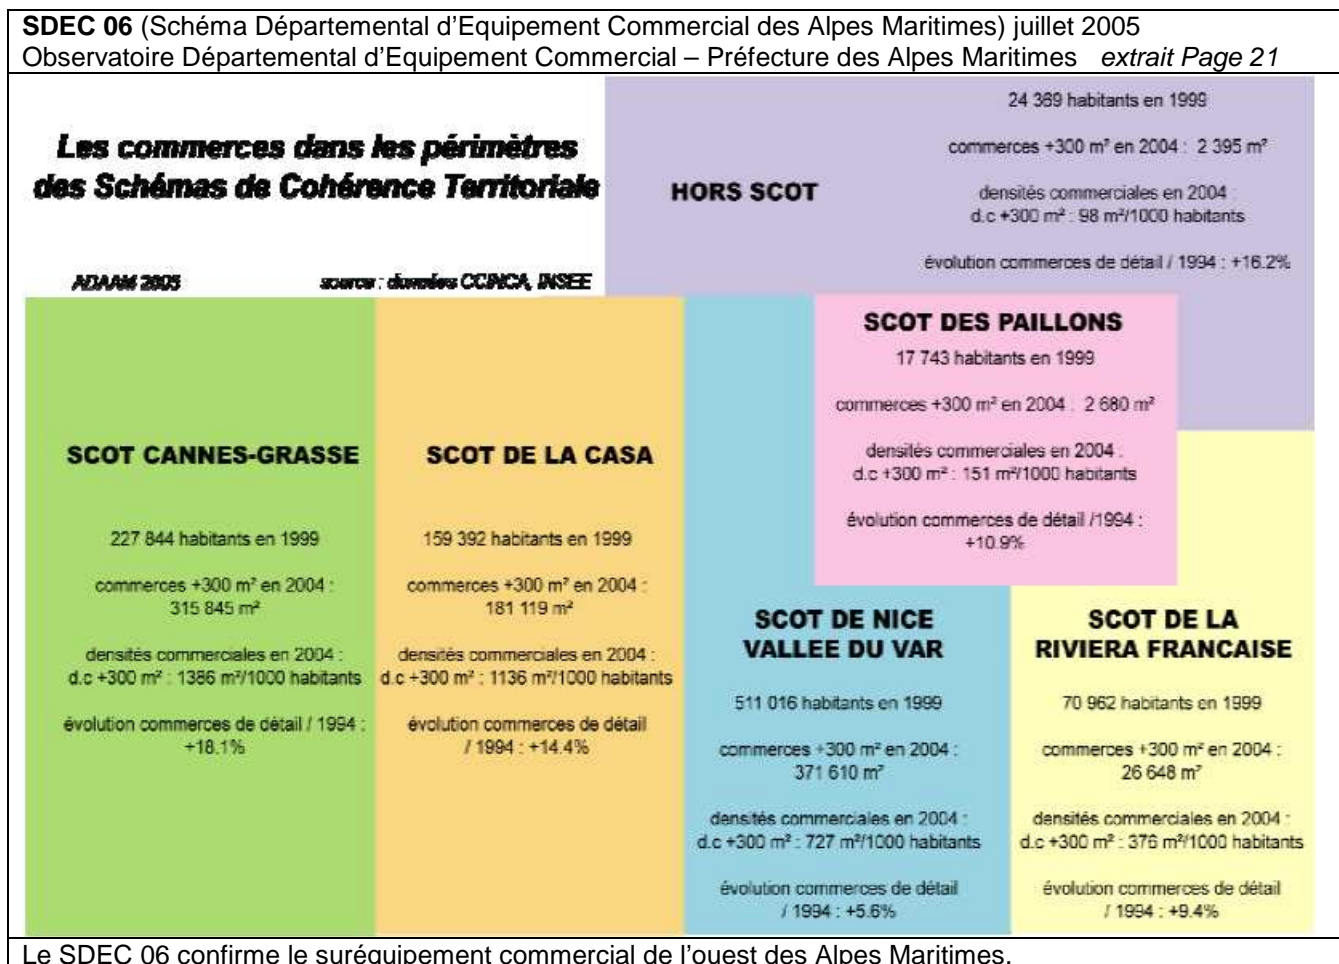 SDEC 06 (Schéma Départemental d'Equipement Commercial des Alpes Maritimes) juillet 2005
Observatoire Départemental d'Equipement Commercial – Préfecture des Alpes Maritimes extrait Page 21
Les commerces dans les périmètres
des Schémas de Cohérence Territoriale
ADAAM 2005 source : données CCINCA, INSEE
HORS SCOT
24 369 habitants en 1999
commerces +300 m² en 2004 : 2 395 m²
densités commerciales en 2004 :
d.c +300 m² : 98 m²/1000 habitants
évolution commerces de détail / 1994 : +16.2%
SCOT CANNES-GRASSE
227 844 habitants en 1999
commerces +300 m² en 2004 :
315 845 m²
densités commerciales en 2004 :
d.c +300 m² : 1386 m²/1000 habitants
évolution commerces de détail / 1994 :
+18.1%
SCOT DE LA CASA
159 392 habitants en 1999
commerces +300 m² en 2004 :
181 119 m²
densités commerciales en 2004 :
d.c +300 m² : 1136 m²/1000 habitants
évolution commerces de détail
/ 1994 : +14.4%
SCOT DES PAILLONS
17 743 habitants en 1999
commerces +300 m² en 2004 : 2 680 m²
densités commerciales en 2004 :
d.c +300 m² : 151 m²/1000 habitants
évolution commerces de détail /1994 :
+10.9%
SCOT DE NICE
VALLEE DU VAR
511 016 habitants en 1999
commerces +300 m² en 2004 :
371 610 m²
densités commerciales en 2004 :
d.c +300 m² : 727 m²/1000 habitants
évolution commerces de détail
/ 1994 : +5.6%
SCOT DE LA
RIVIERA FRANCAISE
70 962 habitants en 1999
commerces +300 m² en 2004 :
26 648 m²
densités commerciales en 2004 :
d.c +300 m² : 376 m²/1000 habitants
évolution commerces de détail
/ 1994 : +9.4%
Le SDEC 06 confirme le suréquipement commercial de l'ouest des Alpes Maritimes.